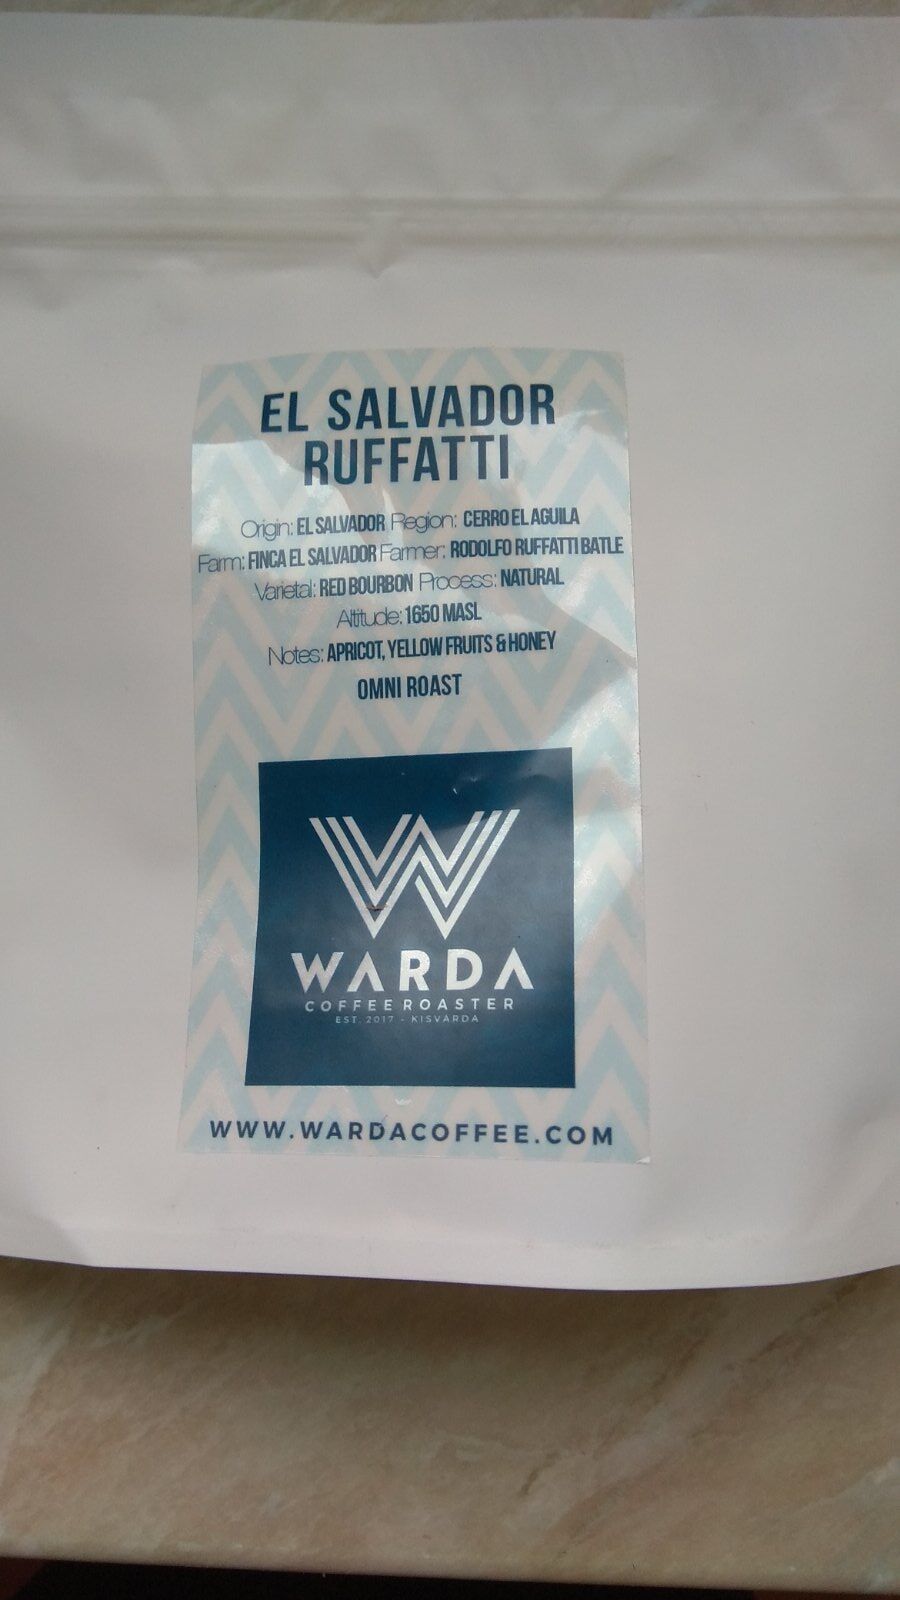 EL SALVADOR
RUFFATTI
Origin: EL SALVADOR Region: CERRO EL AGUILA
Farm: FINCA EL SALVADOR Farmer: RODOLFO RUFFATTI BATLE
Varietal: RED BOURBON Process: NATURAL
Altitude: 1650 MASL
Notes: APRICOT, YELLOW FRUITS & HONEY
OMNI ROAST
W
WARDA
COFFEE ROASTER
EST. 2017 - KISVÁRDA
WWW.WARDACOFFEE.COM